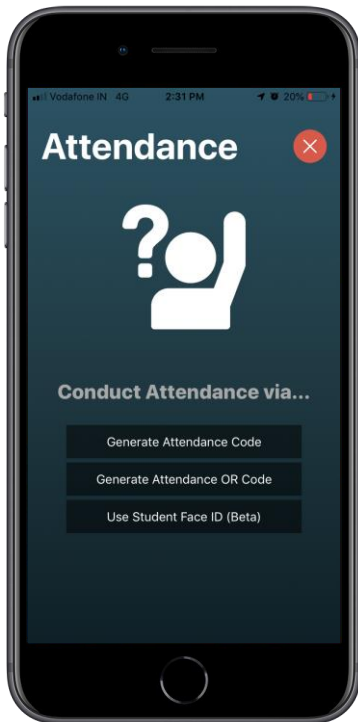 Vodafone IN 4G 2:31 PM 20%
Attendance
?
Conduct Attendance via...
Generate Attendance Code
Generate Attendance OR Code
Use Student Face ID (Beta)